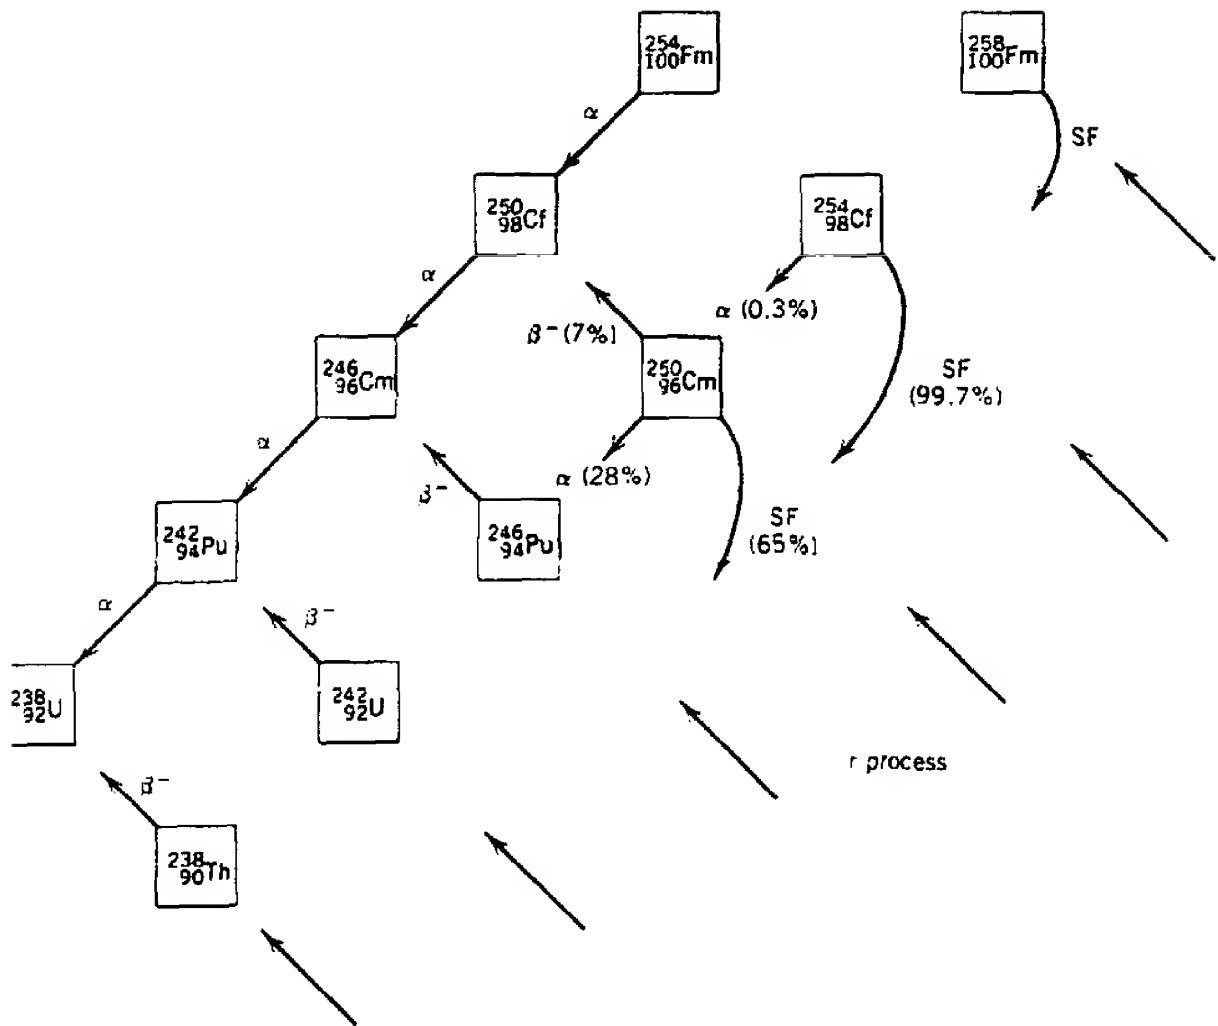 254
100Fm
258
100Fm
α
SF
250
98Cf
254
98Cf
α
α (0.3%)
β− (7%)
246
96Cm
250
96Cm
SF
(99.7%)
α
α (28%)
β−
242
94Pu
246
94Pu
SF
(65%)
α
β−
238
92U
242
92U
r process
β−
238
90Th